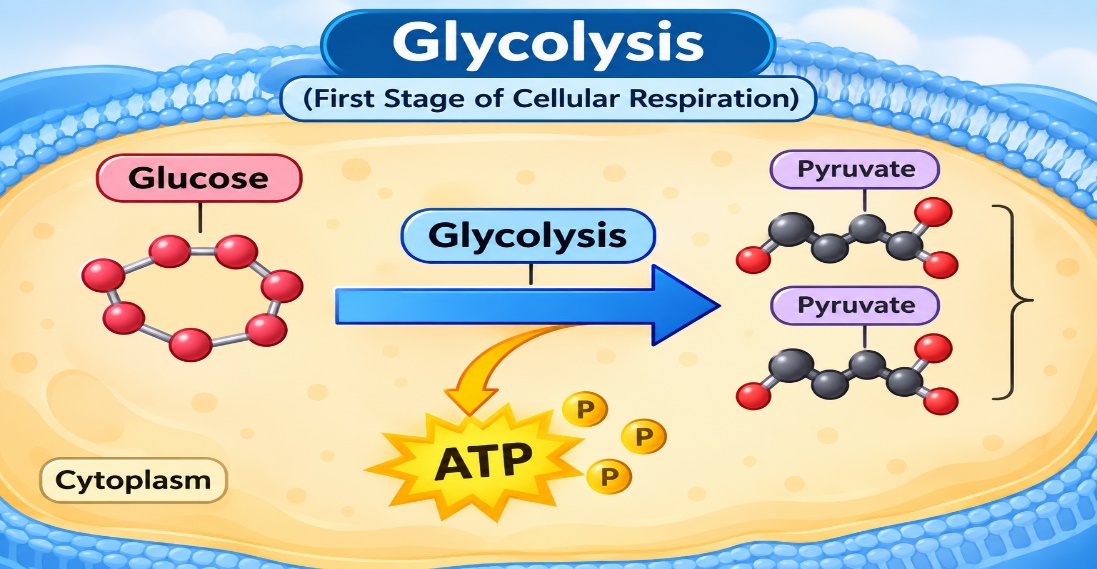 Glycolysis
(First Stage of Cellular Respiration)
Glucose
Glycolysis
Pyruvate
Pyruvate
ATP
P
P
P
Cytoplasm